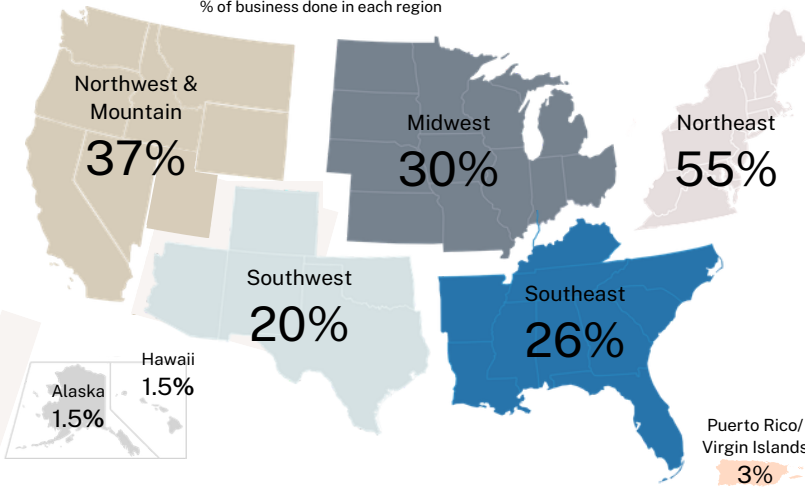 % of business done in each region
Northwest &
Mountain
37%
Midwest
30%
Northeast
55%
Southwest
20%
Southeast
26%
Hawaii
1.5%
Alaska
1.5%
Puerto Rico/
Virgin Islands
3%